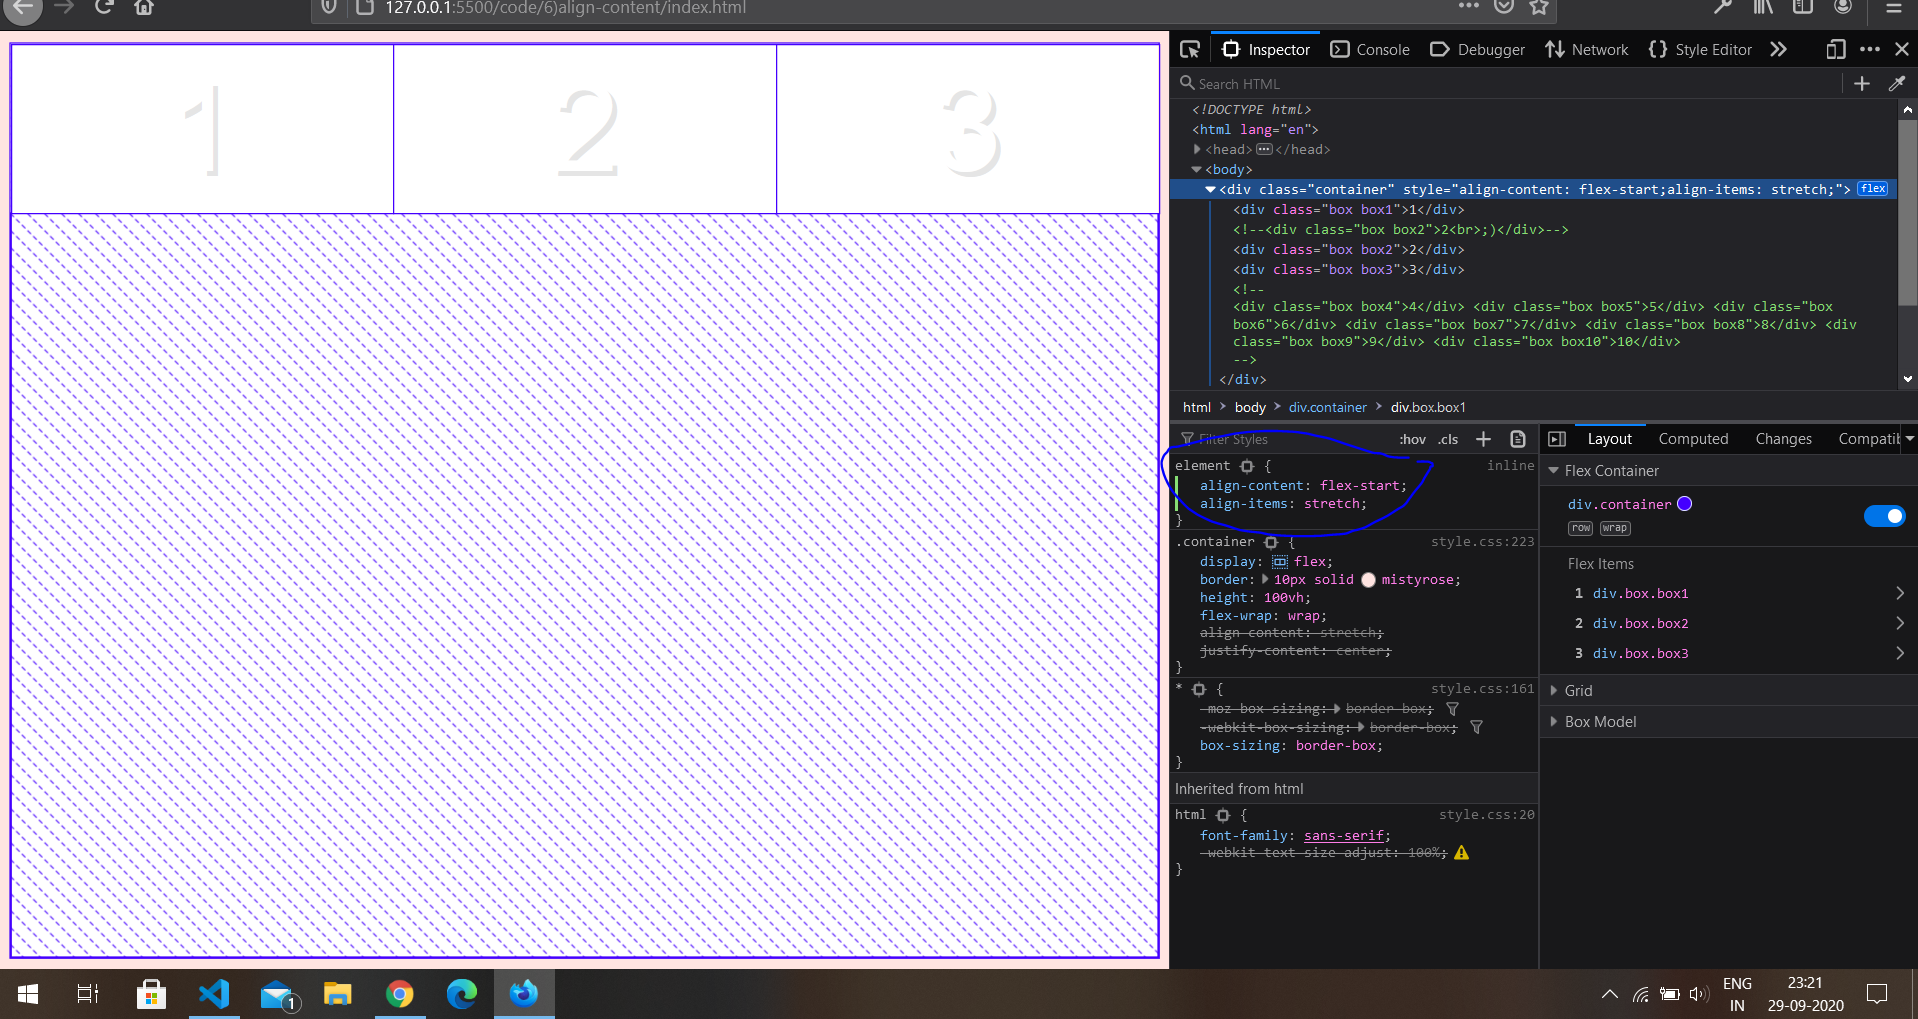 127.0.0.1:5500/code/6)align-content/index.html
1 2 3
Inspector Console Debugger Network Style Editor
Search HTML
<!DOCTYPE html>
<html lang="en">
<head> </head>
<body>
<div class="container" style="align-content: flex-start;align-items: stretch;"> flex
<div class="box box1">1</div>
<!--<div class="box box2">2<br>;)</div>-->
<div class="box box2">2</div>
<div class="box box3">3</div>
<!--
<div class="box box4">4</div> <div class="box box5">5</div> <div class="box
box6">6</div> <div class="box box7">7</div> <div class="box box8">8</div> <div
class="box box9">9</div> <div class="box box10">10</div>
-->
</div>
html > body > div.container > div.box.box1
Filter Styles :hov .cls
element { inline
align-content: flex-start;
align-items: stretch;
}
.container { style.css:223
display: flex;
border: 10px solid mistyrose;
height: 100vh;
flex-wrap: wrap;
align-content: stretch;
justify-content: center;
}
* { style.css:161
-moz-box-sizing: border-box;
-webkit-box-sizing: border-box;
box-sizing: border-box;
}
Inherited from html
html { style.css:20
font-family: sans-serif;
-webkit-text-size-adjust: 100%;
}
Layout Computed Changes Compatib
Flex Container
div.container
row wrap
Flex Items
1 div.box.box1
2 div.box.box2
3 div.box.box3
Grid
Box Model
1
ENG
IN
23:21
29-09-2020